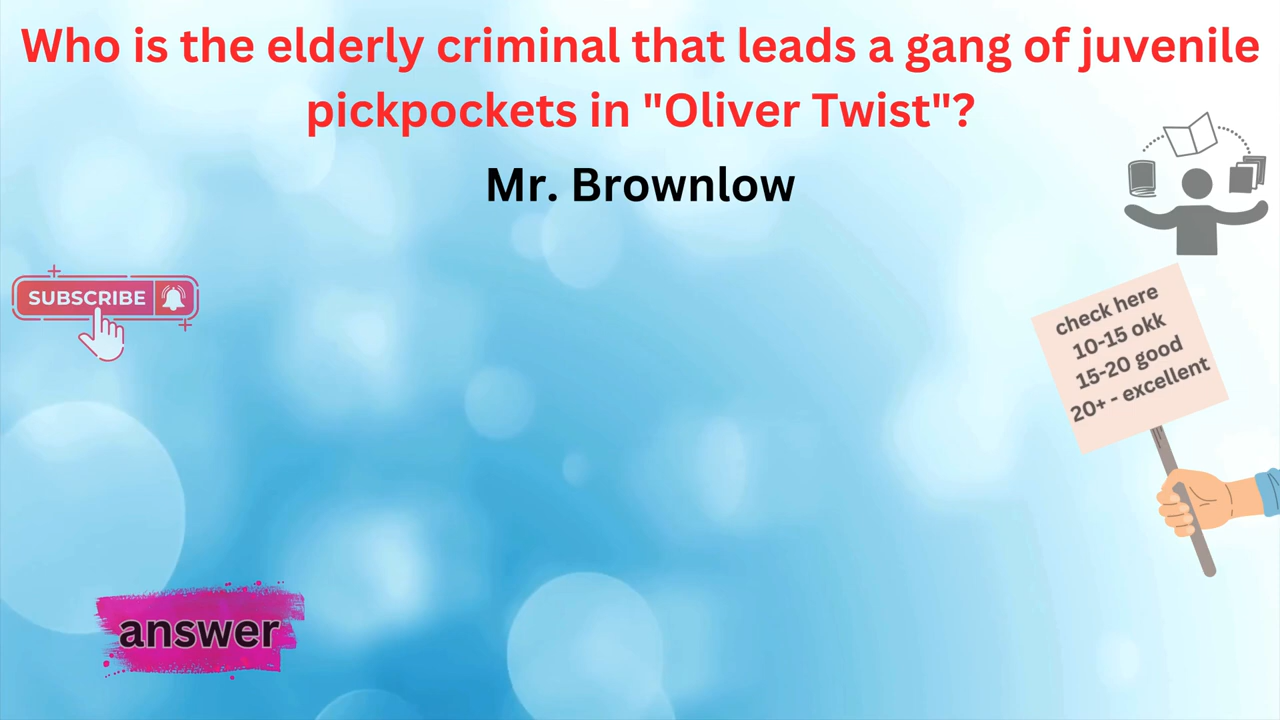 Who is the elderly criminal that leads a gang of juvenile
pickpockets in "Oliver Twist"?
Mr. Brownlow
SUBSCRIBE
check here
10-15 okk
15-20 good
20+ - excellent
answer